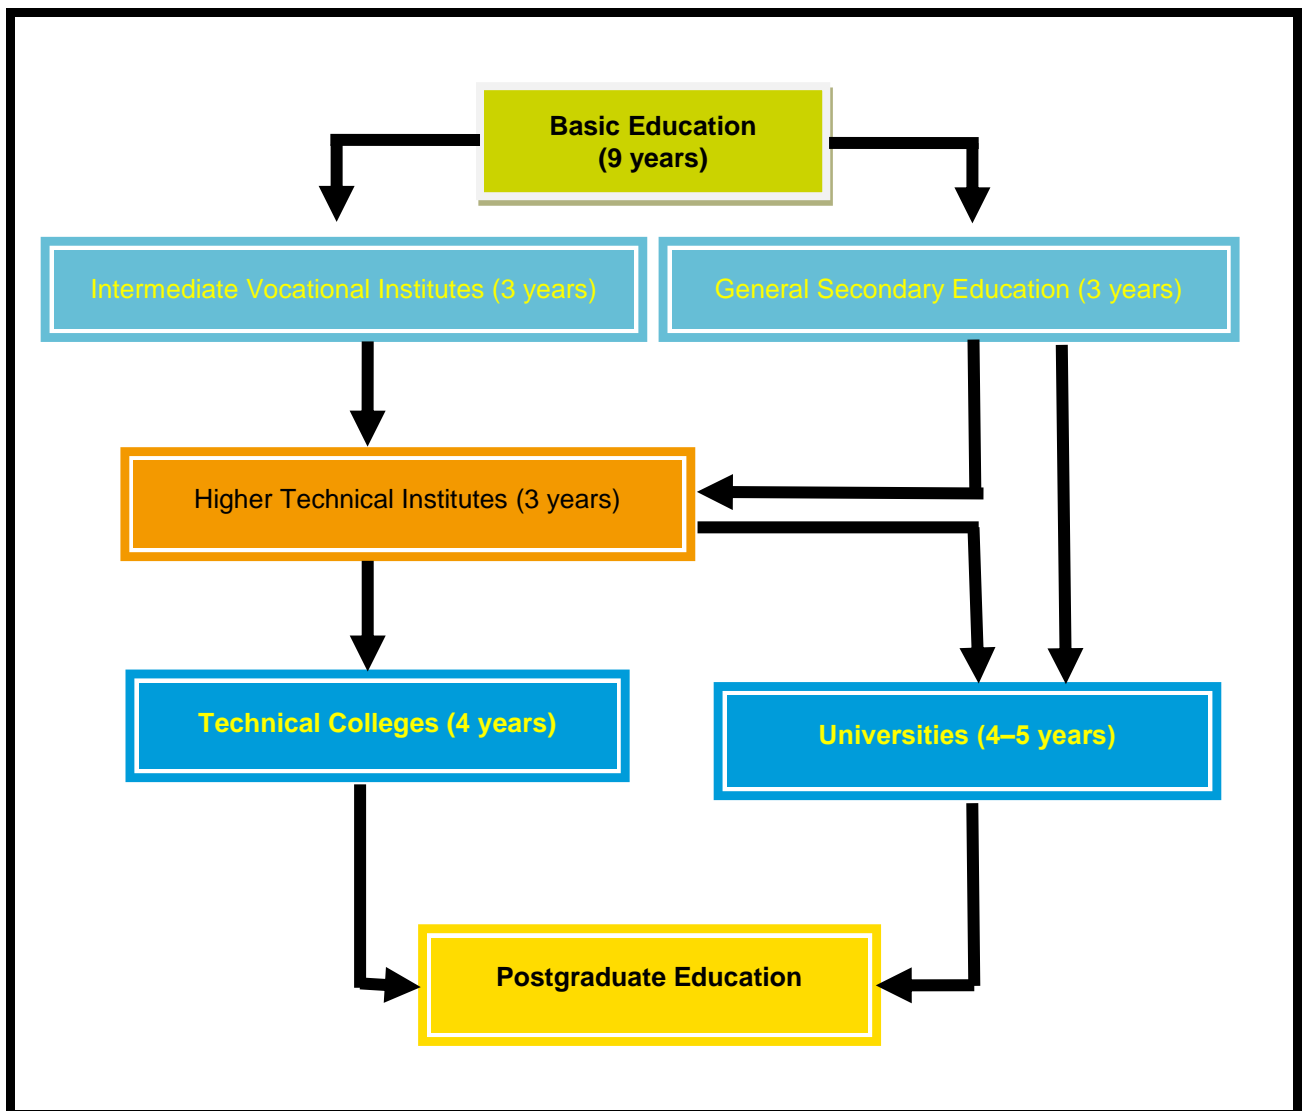 Basic Education
(9 years)
Intermediate Vocational Institutes (3 years)
General Secondary Education (3 years)
Higher Technical Institutes (3 years)
Technical Colleges (4 years)
Universities (4–5 years)
Postgraduate Education